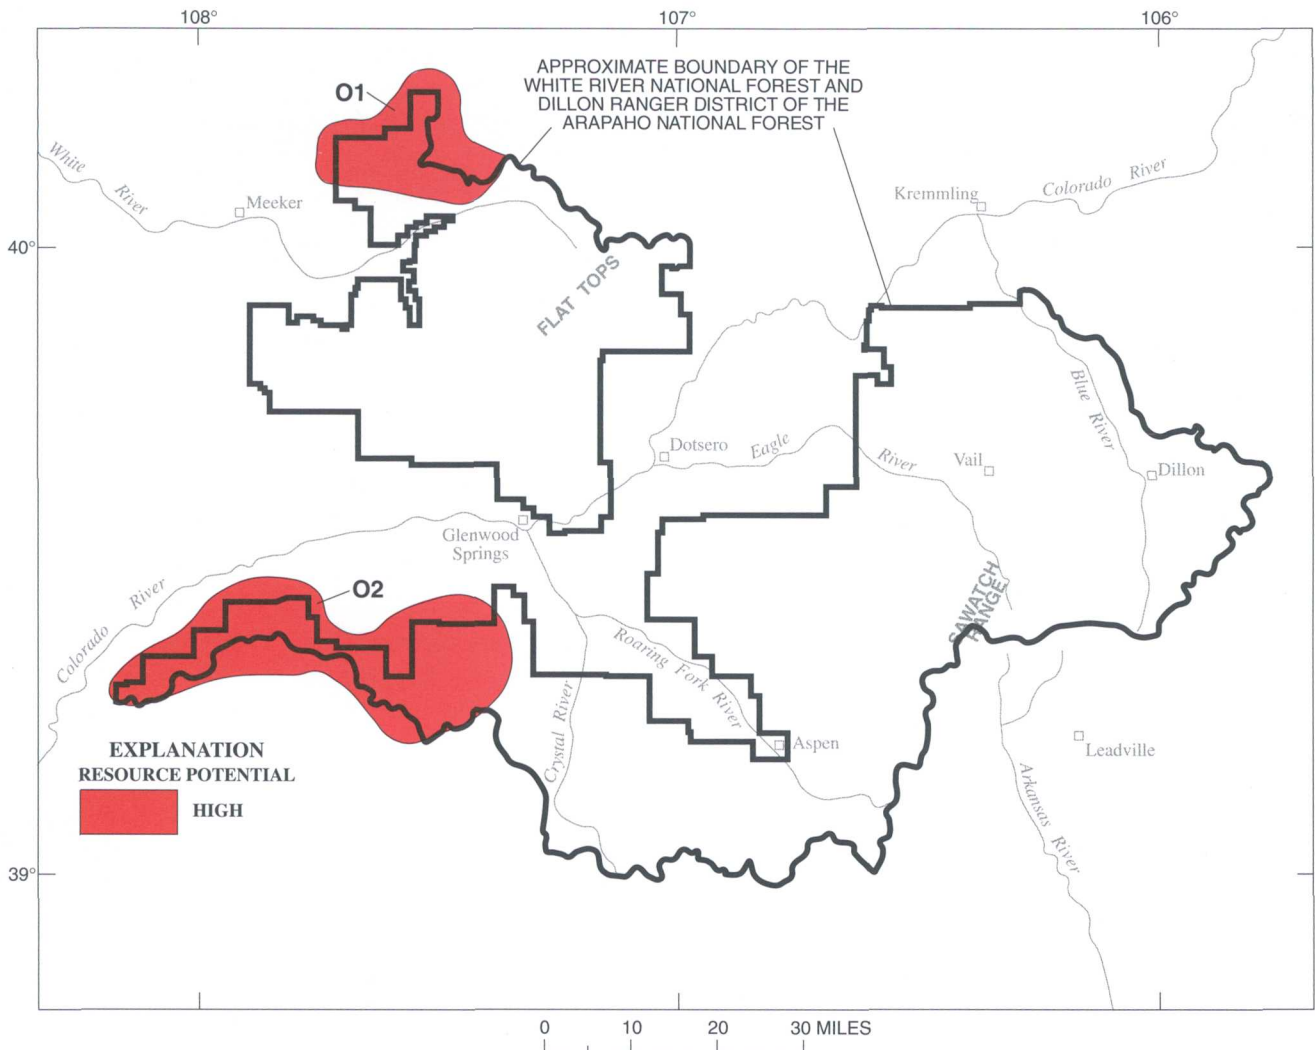 108°
107°
106°
APPROXIMATE BOUNDARY OF THE
WHITE RIVER NATIONAL FOREST AND
DILLON RANGER DISTRICT OF THE
ARAPAHO NATIONAL FOREST
O1
White
River
Meeker
Kremmling
Colorado
River
40°
FLAT TOPS
Blue
River
Dotsero
Eagle
River
Vail
Dillon
Glenwood
Springs
Colorado
River
O2
SAWATCH
RANGE
Roaring
Fork
River
Crystal River
Aspen
Leadville
Arkansas
River
EXPLANATION
RESOURCE POTENTIAL
HIGH
39°
0
10
20
30 MILES